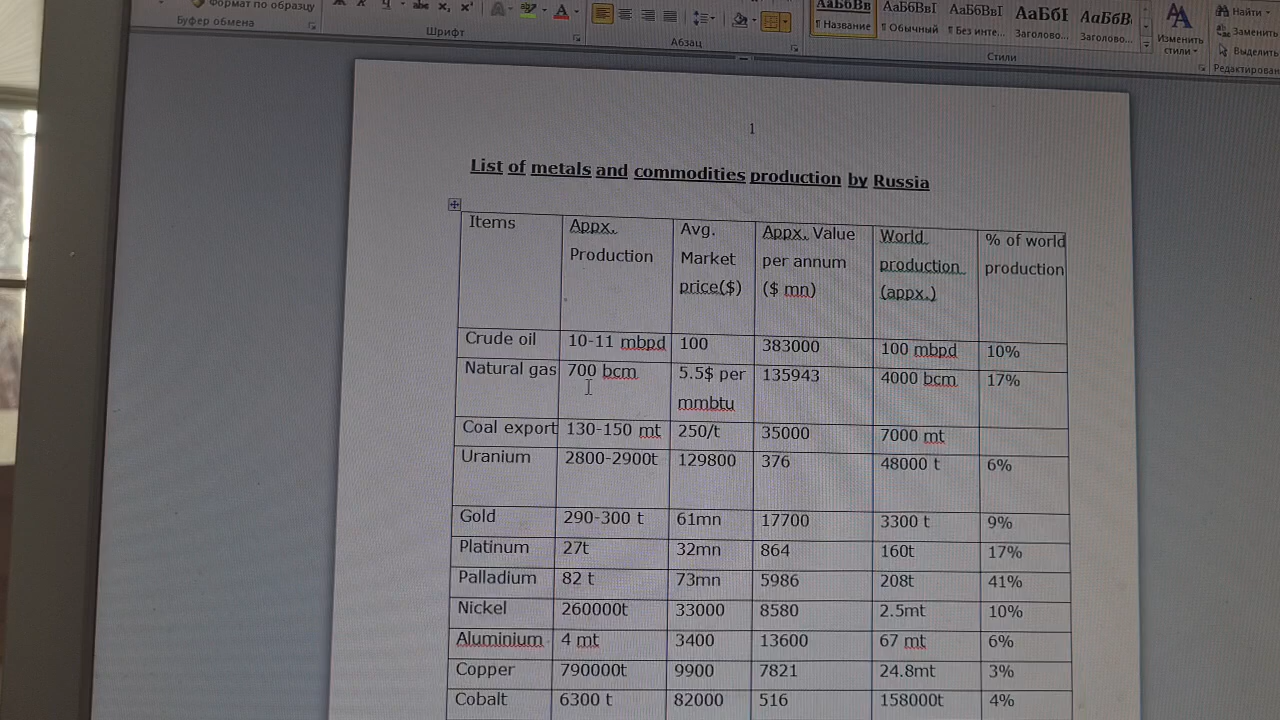 Формат по образцу
Буфер обмена
Шрифт
Абзац
АаБбВв АаБбВвГ АаБбВвГ АаБбГ АаБбВ
¶ Название ¶ Обычный ¶ Без инте... Заголово... Заголово...
Стили
Изменить
стили
Найти
Заменить
Выделить
1
List of metals and commodities production by Russia
Items Appx. Production Avg. Market price($) Appx. Value per annum ($ mn) World production (appx.) % of world production
Crude oil 10-11 mbpd 100 383000 100 mbpd 10%
Natural gas 700 bcm 5.5$ per mmbtu 135943 4000 bcm 17%
Coal export 130-150 mt 250/t 35000 7000 mt
Uranium 2800-2900t 129800 376 48000 t 6%
Gold 290-300 t 61mn 17700 3300 t 9%
Platinum 27t 32mn 864 160t 17%
Palladium 82 t 73mn 5986 208t 41%
Nickel 260000t 33000 8580 2.5mt 10%
Aluminium 4 mt 3400 13600 67 mt 6%
Copper 790000t 9900 7821 24.8mt 3%
Cobalt 6300 t 82000 516 158000t 4%